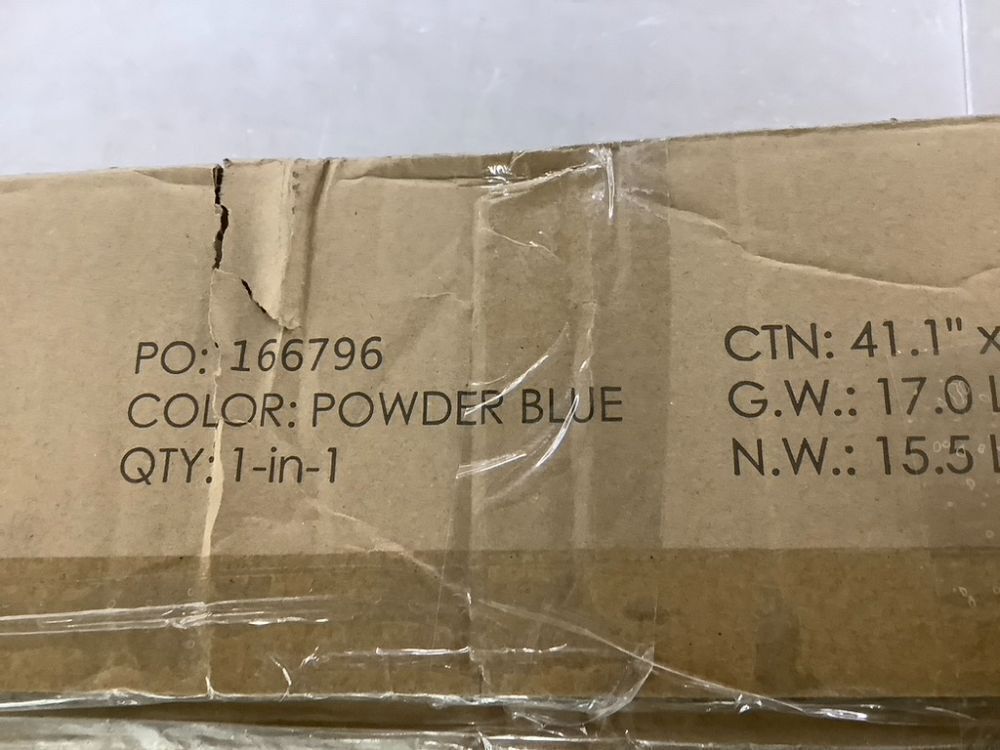 PO: 166796
COLOR: POWDER BLUE
QTY: 1-in-1
CTN: 41.1" x
G.W.: 17.0 L
N.W.: 15.5 L